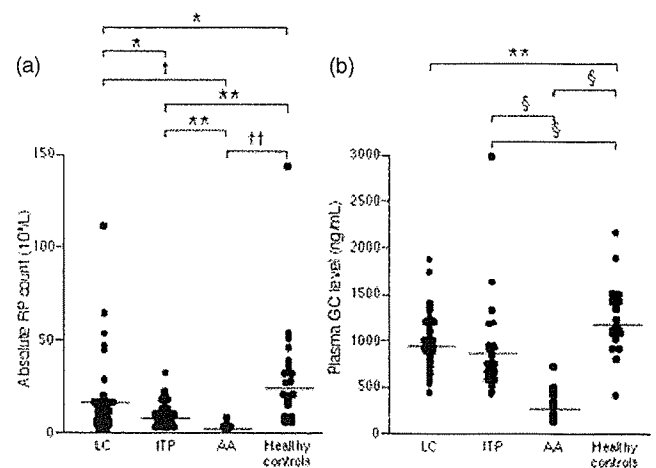 (a)
*
*
†
**
**
††
Absolute RP count (10⁹/L)
150
100
50
0
LC
ITP
AA
Healthy
controls
(b)
**
§
§
§
Plasma GC level (ng/mL)
3000
2500
2000
1500
1000
500
0
LC
ITP
AA
Healthy
controls